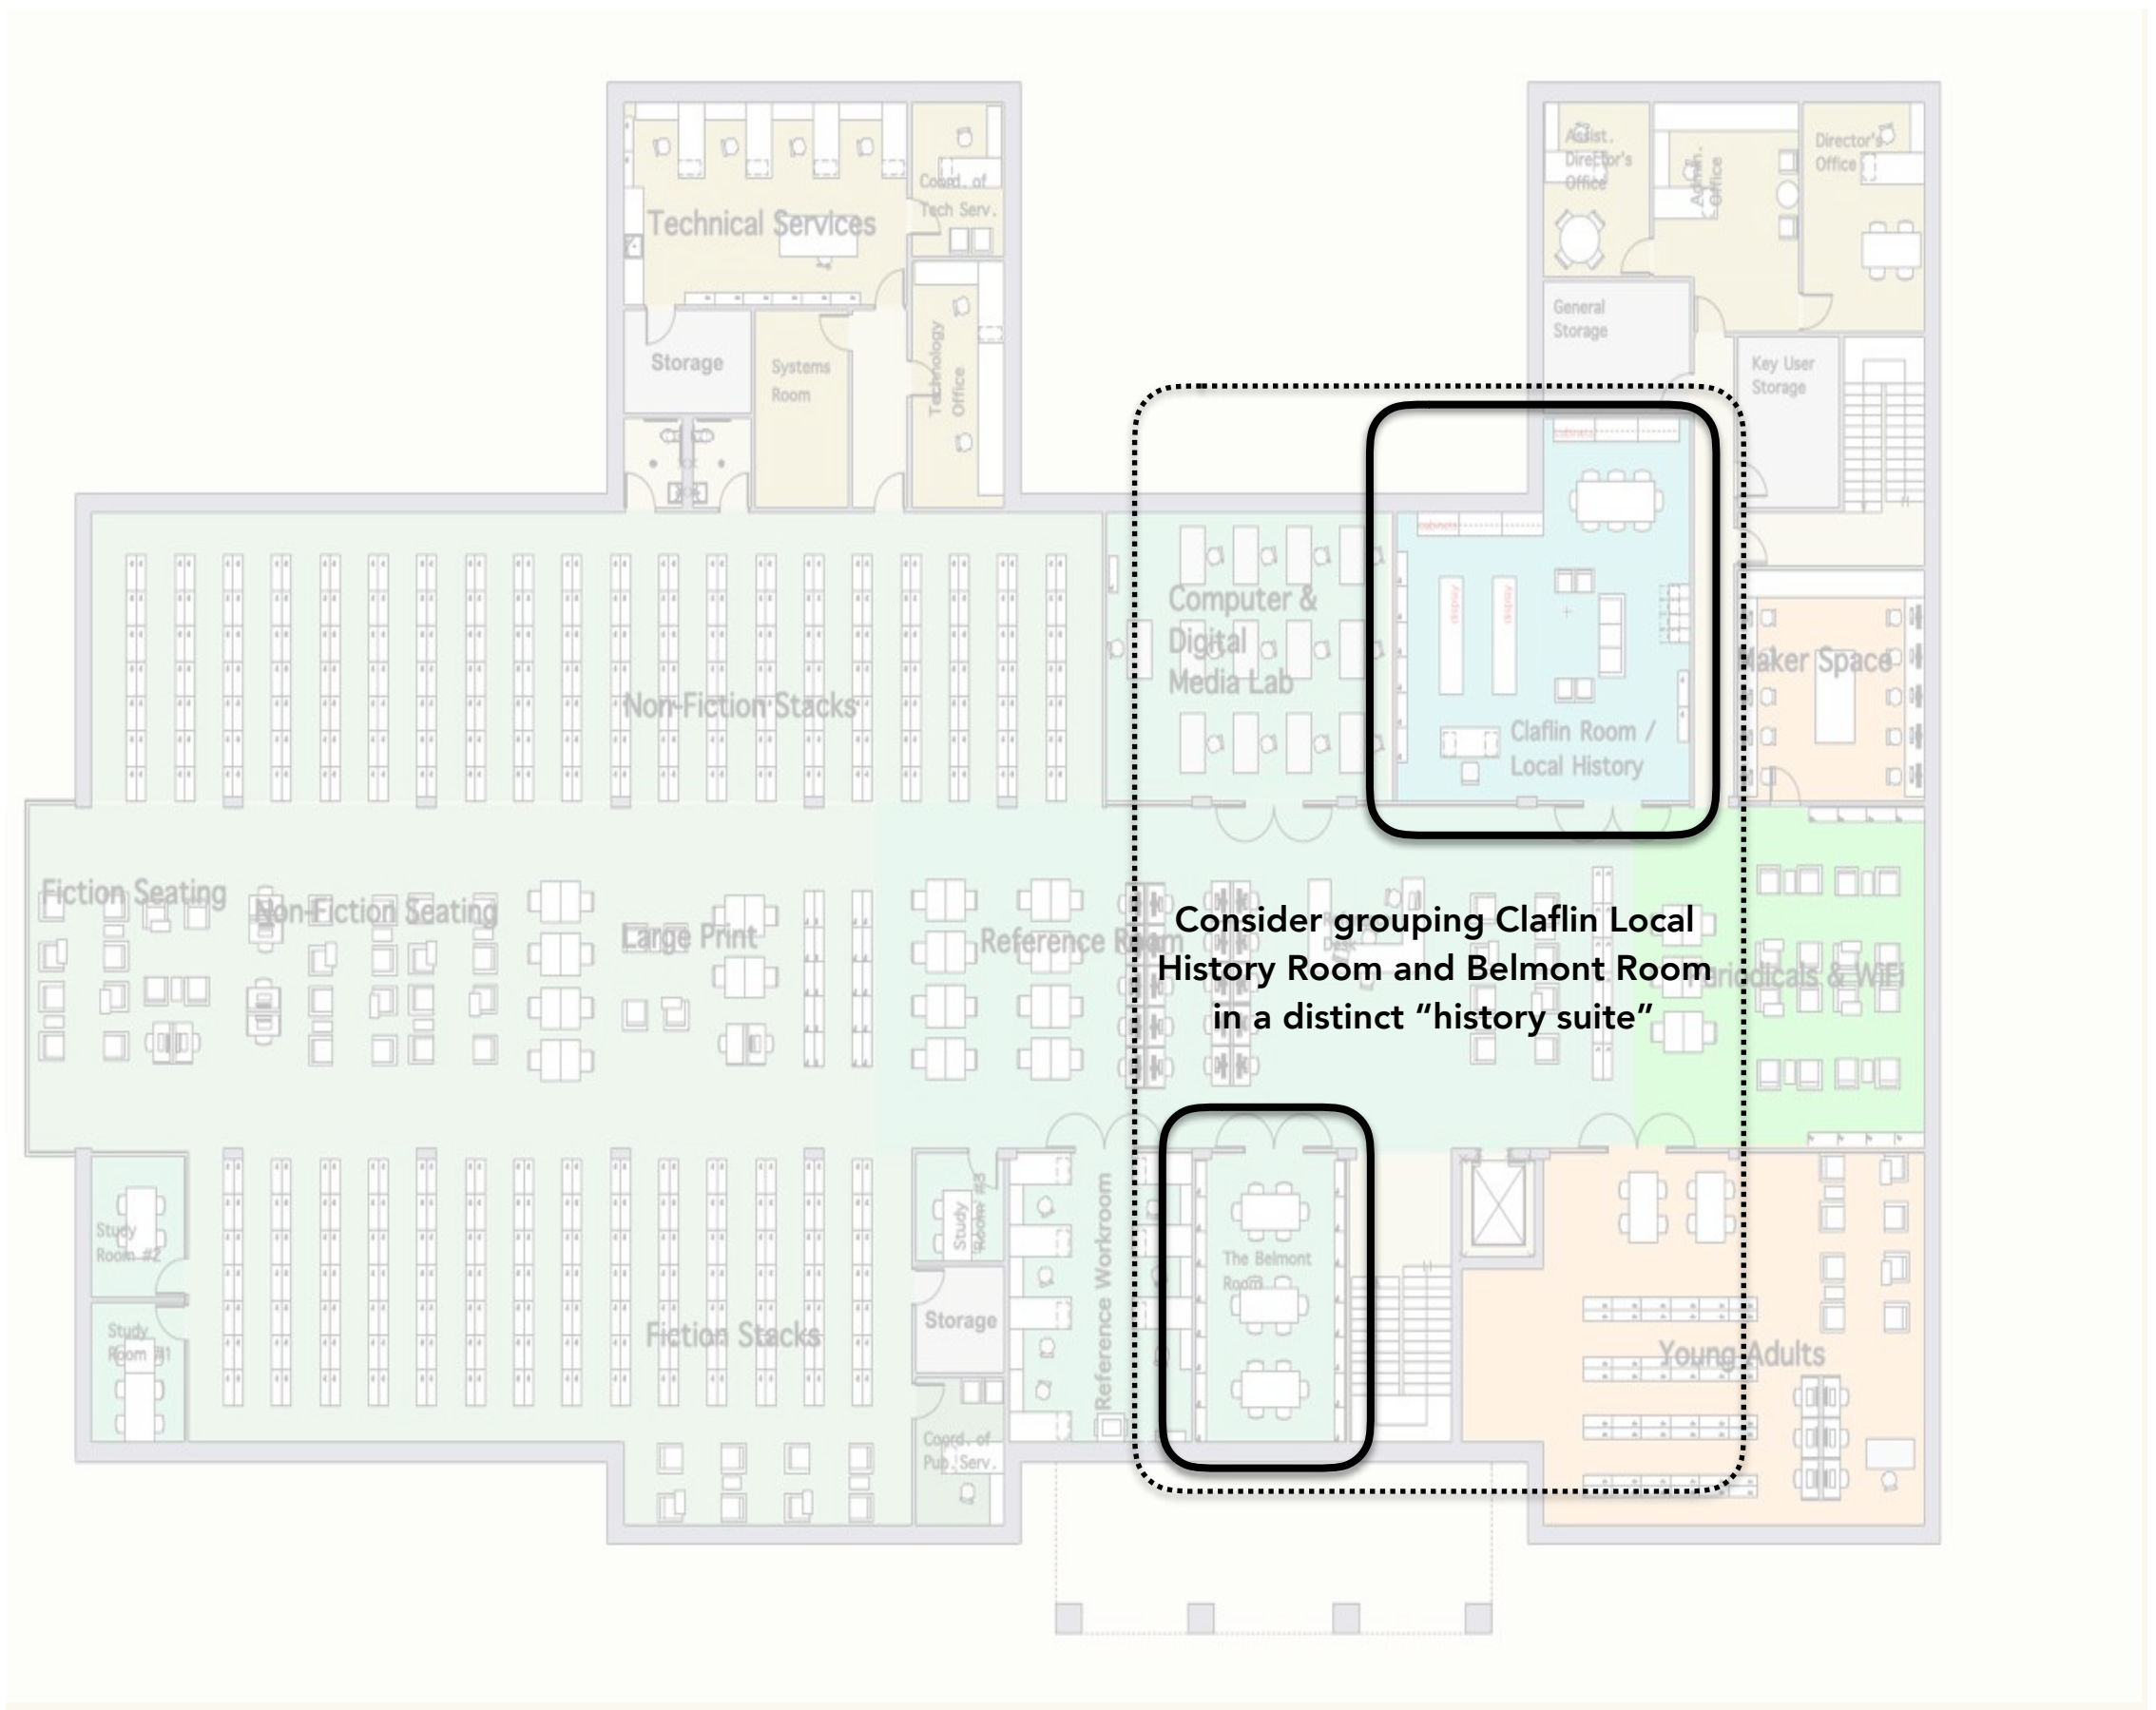 Assist.
Director's
Office
Admin.
Office
Director's
Office
Coord. of
Tech Serv.
Technical Services
General
Storage
Storage
Systems
Room
Technology
Office
Key User
Storage
cabinets
cabinets
display
display
Computer &
Digital
Media Lab
Maker Space
Non-Fiction Stacks
Claflin Room /
Local History
Fiction Seating
Non-Fiction Seating
Large Print
Reference Room
Consider grouping Claflin Local
History Room and Belmont Room
in a distinct “history suite”
Periodicals & WiFi
Study
Room #2
Study
Room #3
Reference Workroom
The Belmont
Room
Storage
Study
Room #1
Fiction Stacks
Young Adults
Coord. of
Pub. Serv.